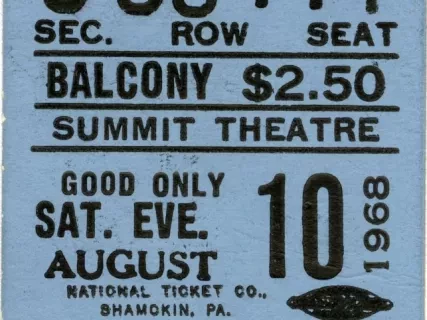 SEC. ROW SEAT
BALCONY $2.50
SUMMIT THEATRE
GOOD ONLY
SAT. EVE.
AUGUST
10
1968
NATIONAL TICKET CO.,
SHAMOKIN, PA.